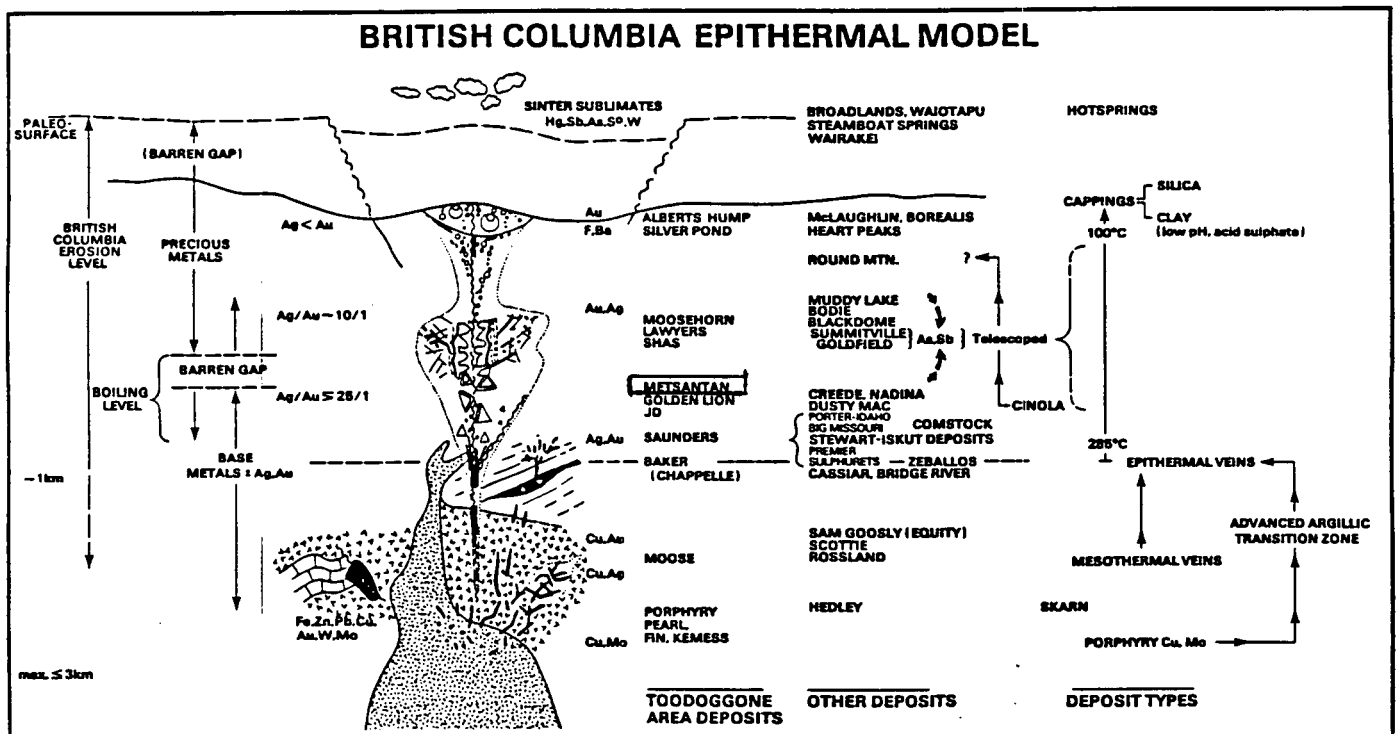 BRITISH COLUMBIA EPITHERMAL MODEL
PALEO-
SURFACE
(BARREN GAP)
BRITISH
COLUMBIA
EROSION
LEVEL
PRECIOUS
METALS
Ag < Au
Ag/Au ~ 10/1
BARREN GAP
BOILING
LEVEL
Ag/Au ≤ 25/1
BASE
METALS ± Ag,Au
~ 1km
max. ≤ 3km
SINTER SUBLIMATES
Hg,Sb,As,S°,W
Fe,Zn,Pb,Cu,
Au,W,Mo
Au
F,Ba
Au,Ag
Ag,Au
Cu,Au
Cu,Ag
Cu,Mo
ALBERTS HUMP
SILVER POND
MOOSEHORN
LAWYERS
SHAS
METSANTAN
GOLDEN LION
JD
SAUNDERS
BAKER
(CHAPPELLE)
MOOSE
PORPHYRY
PEARL
FIN, KEMESS
TOODOGGONE
AREA DEPOSITS
BROADLANDS, WAIOTAPU
STEAMBOAT SPRINGS
WAIRAKEI
McLAUGHLIN, BOREALIS
HEART PEAKS
ROUND MTN.
?
MUDDY LAKE
BODIE
BLACKDOME
SUMMITVILLE
GOLDFIELD
As,Sb
Telescoped
CREEDE, NADINA
DUSTY MAC
CINOLA
PORTER-IDAHO
BIG MISSOURI
COMSTOCK
STEWART-ISKUT DEPOSITS
PREMIER
SULPHURETS
ZEBALLOS
CASSIAR, BRIDGE RIVER
SAM GOOSLY (EQUITY)
SCOTTIE
ROSSLAND
HEDLEY
OTHER DEPOSITS
HOTSPRINGS
CAPPINGS
SILICA
CLAY
(low pH, acid sulphate)
100°C
285°C
EPITHERMAL VEINS
ADVANCED ARGILLIC
TRANSITION ZONE
MESOTHERMAL VEINS
SKARN
PORPHYRY Cu, Mo
DEPOSIT TYPES